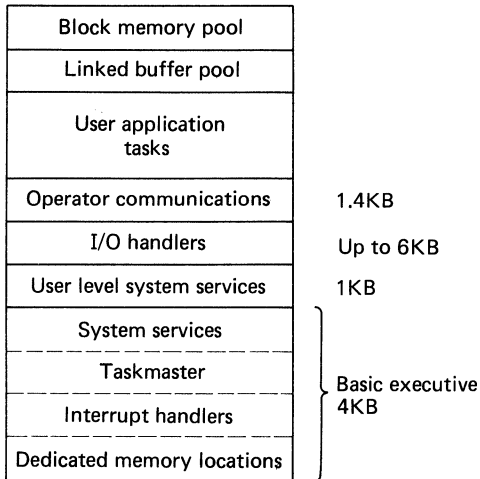 Block memory pool
Linked buffer pool
User application
tasks
Operator communications
1.4KB
I/O handlers
Up to 6KB
User level system services
1KB
System services
Taskmaster
Interrupt handlers
Dedicated memory locations
Basic executive
4KB